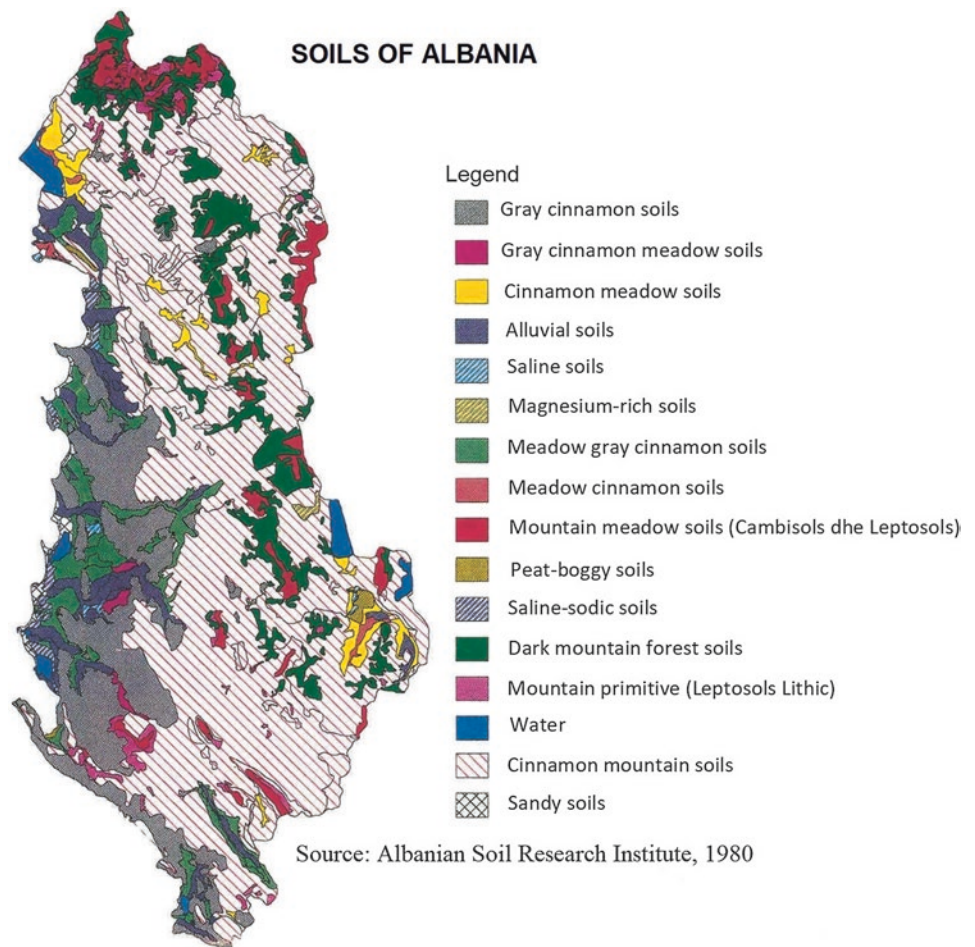 SOILS OF ALBANIA
Legend
Gray cinnamon soils
Gray cinnamon meadow soils
Cinnamon meadow soils
Alluvial soils
Saline soils
Magnesium-rich soils
Meadow gray cinnamon soils
Meadow cinnamon soils
Mountain meadow soils (Cambisols dhe Leptosols)
Peat-boggy soils
Saline-sodic soils
Dark mountain forest soils
Mountain primitive (Leptosols Lithic)
Water
Cinnamon mountain soils
Sandy soils
Source: Albanian Soil Research Institute, 1980